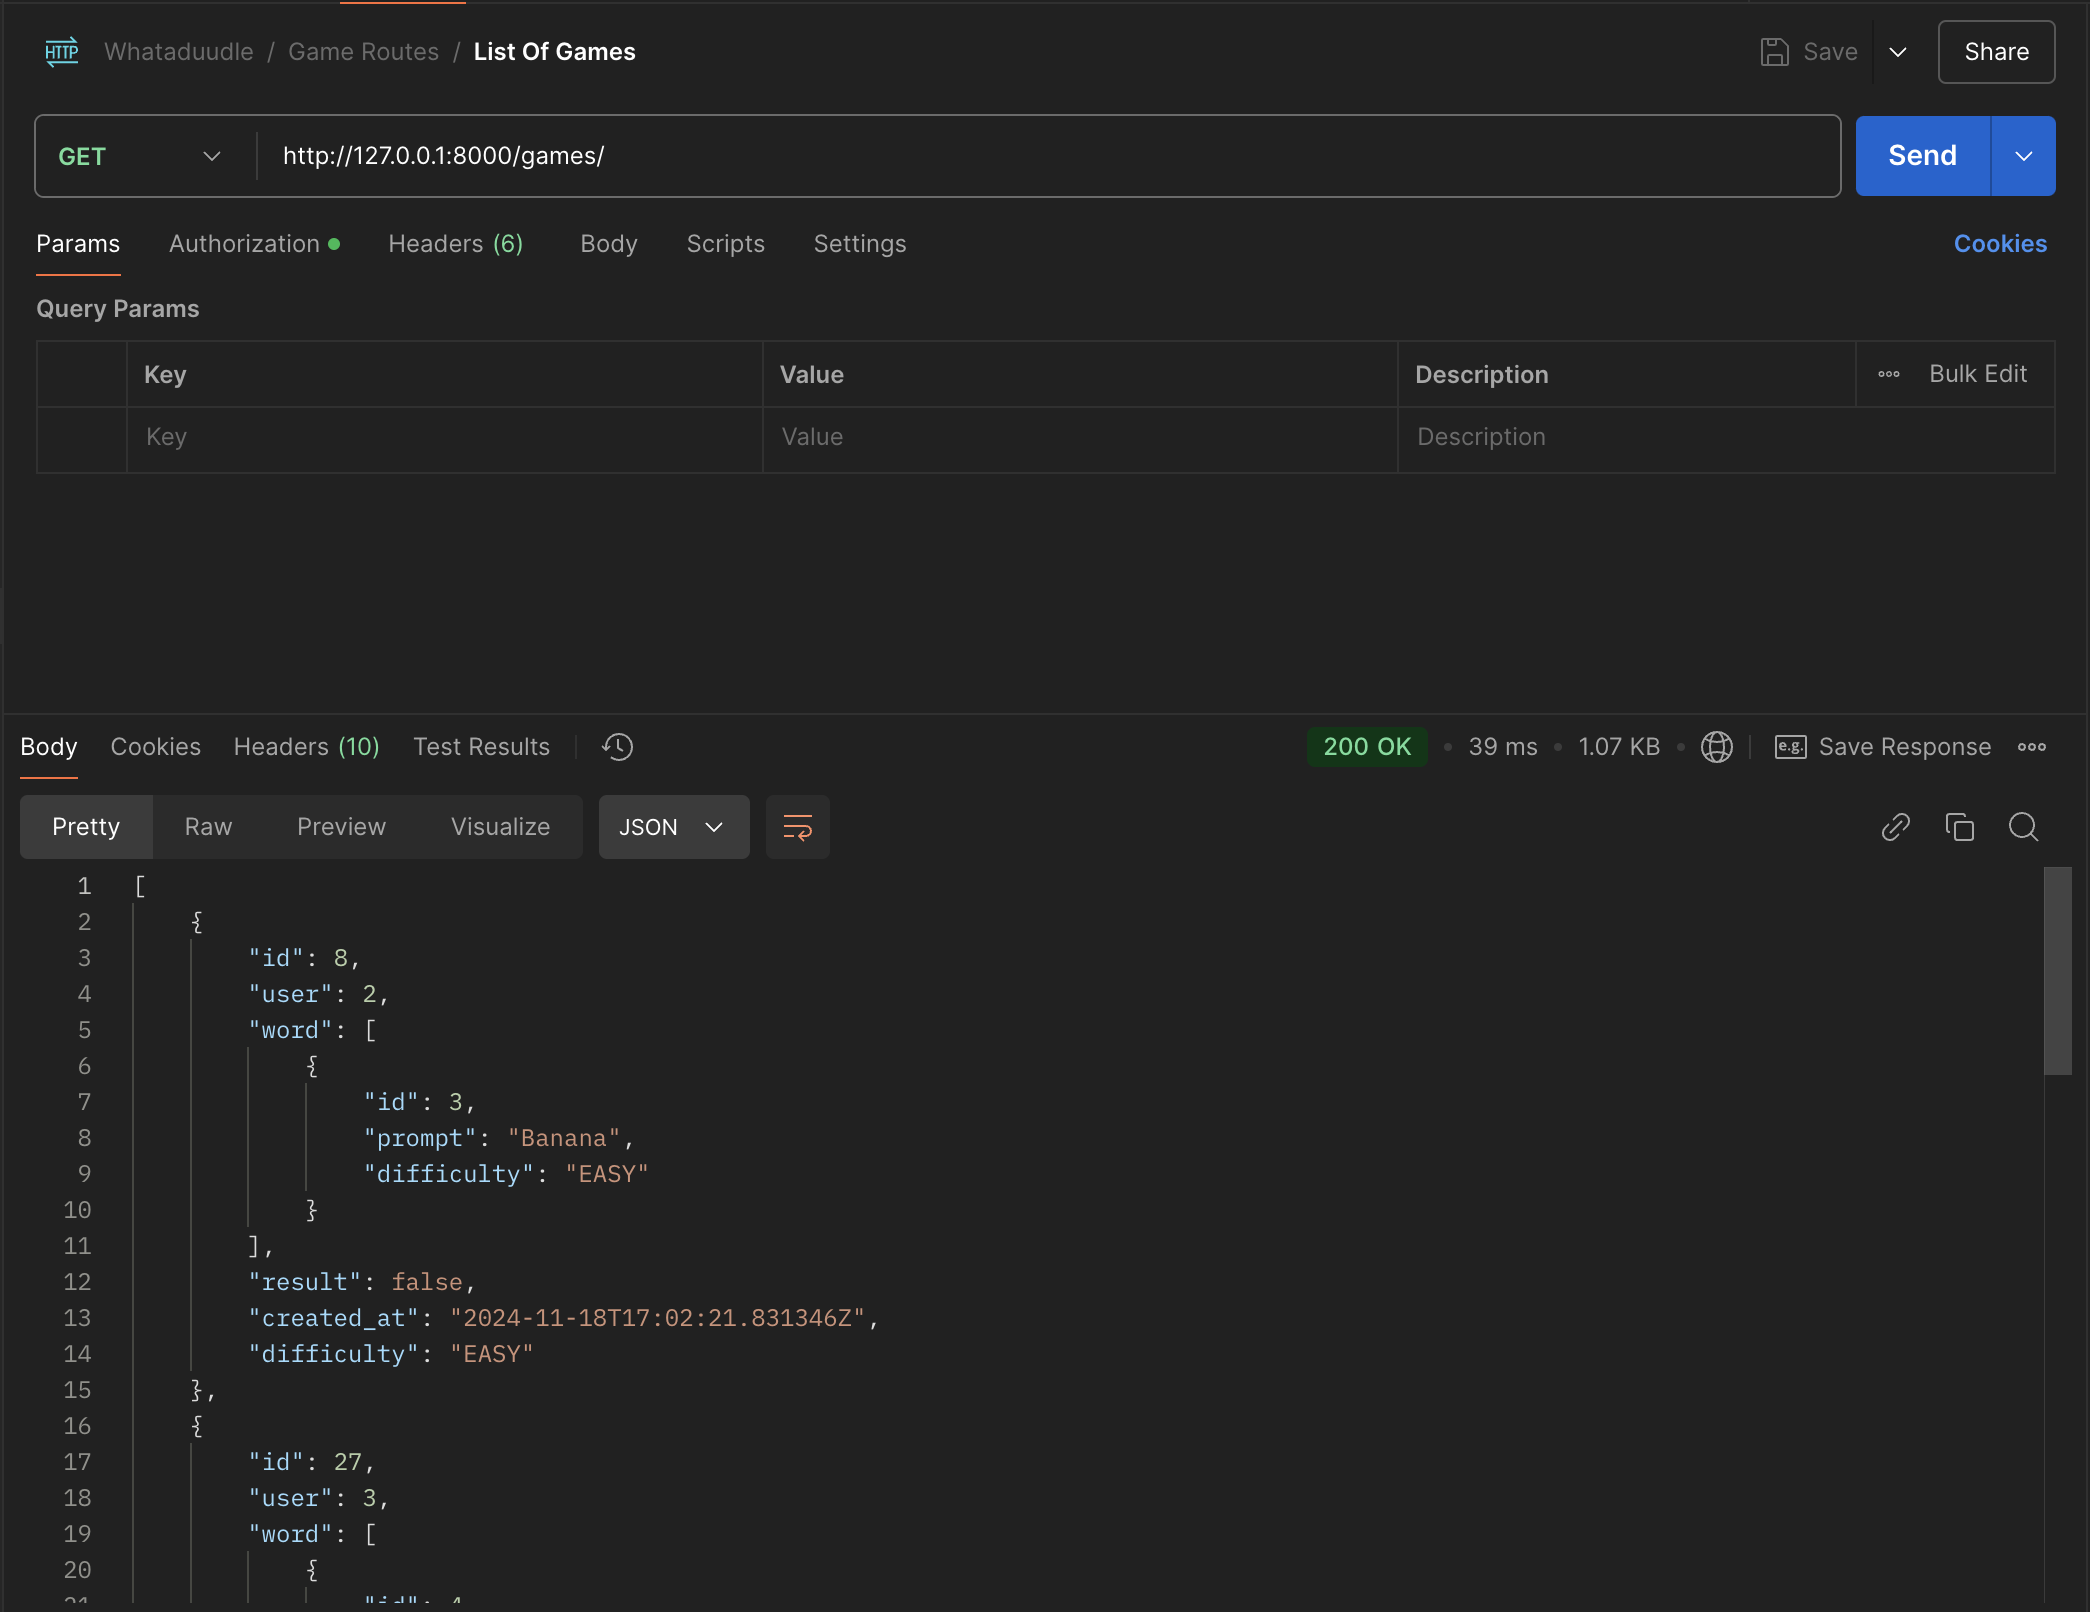 HTTP Whataduudle / Game Routes / List Of Games Save Share
GET http://127.0.0.1:8000/games/ Send
Params Authorization Headers (6) Body Scripts Settings Cookies
Query Params
Key Value Description Bulk Edit
Key Value Description
Body Cookies Headers (10) Test Results 200 OK • 39 ms • 1.07 KB • e.g. Save Response
Pretty Raw Preview Visualize JSON
1 [
2 {
3 "id": 8,
4 "user": 2,
5 "word": [
6 {
7 "id": 3,
8 "prompt": "Banana",
9 "difficulty": "EASY"
10 }
11 ],
12 "result": false,
13 "created_at": "2024-11-18T17:02:21.831346Z",
14 "difficulty": "EASY"
15 },
16 {
17 "id": 27,
18 "user": 3,
19 "word": [
20 {